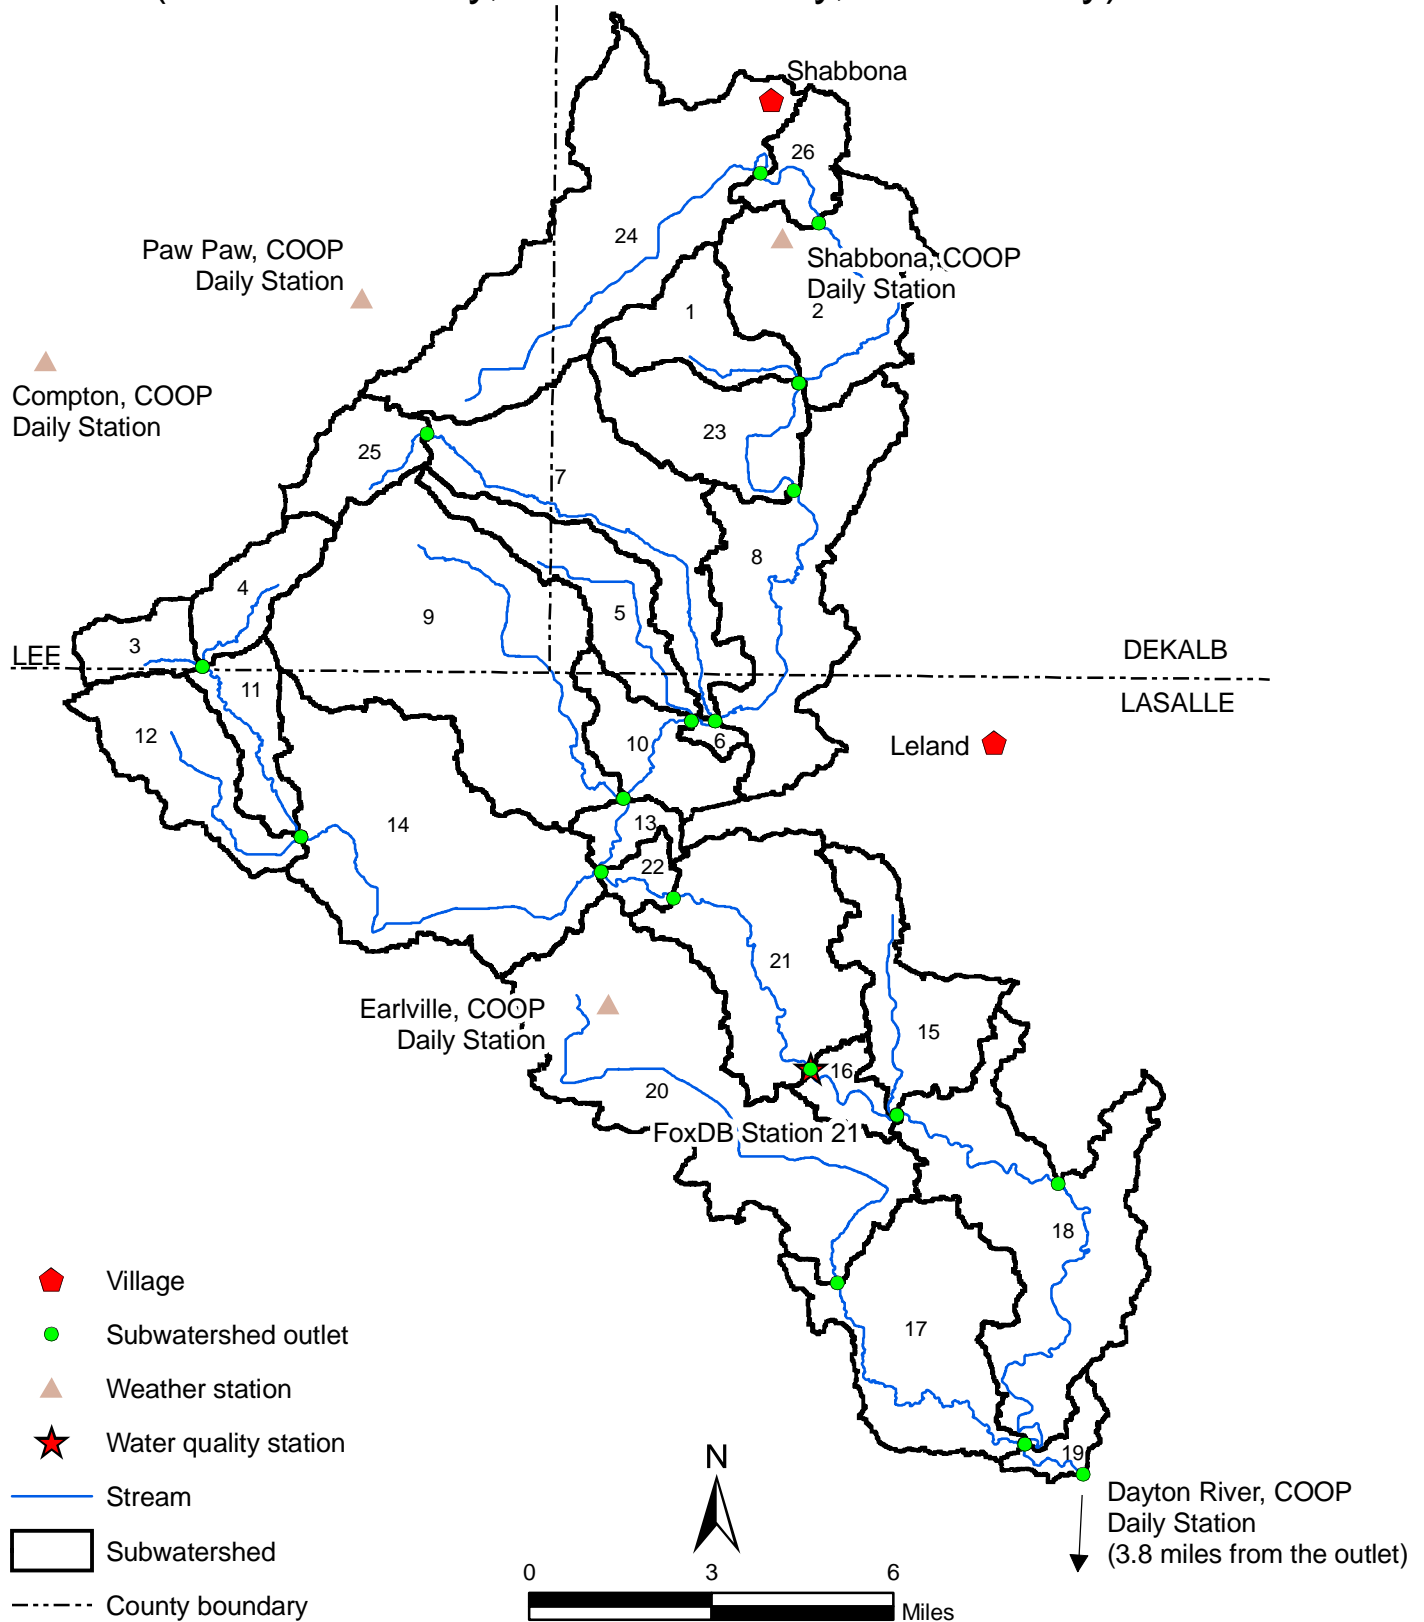 Shabbona
26
24
Paw Paw, COOP
Daily Station
Shabbona, COOP
Daily Station
1
2
Compton, COOP
Daily Station
23
25
7
8
4
9
5
3
LEE
DEKALB
11
LASALLE
12
10
6
Leland
14
13
22
21
Earlville, COOP
Daily Station
15
16
20
FoxDB Station 21
18
17
19
Village
Subwatershed outlet
Weather station
Water quality station
Stream
Subwatershed
County boundary
N
0 3 6
Miles
Dayton River, COOP
Daily Station
(3.8 miles from the outlet)